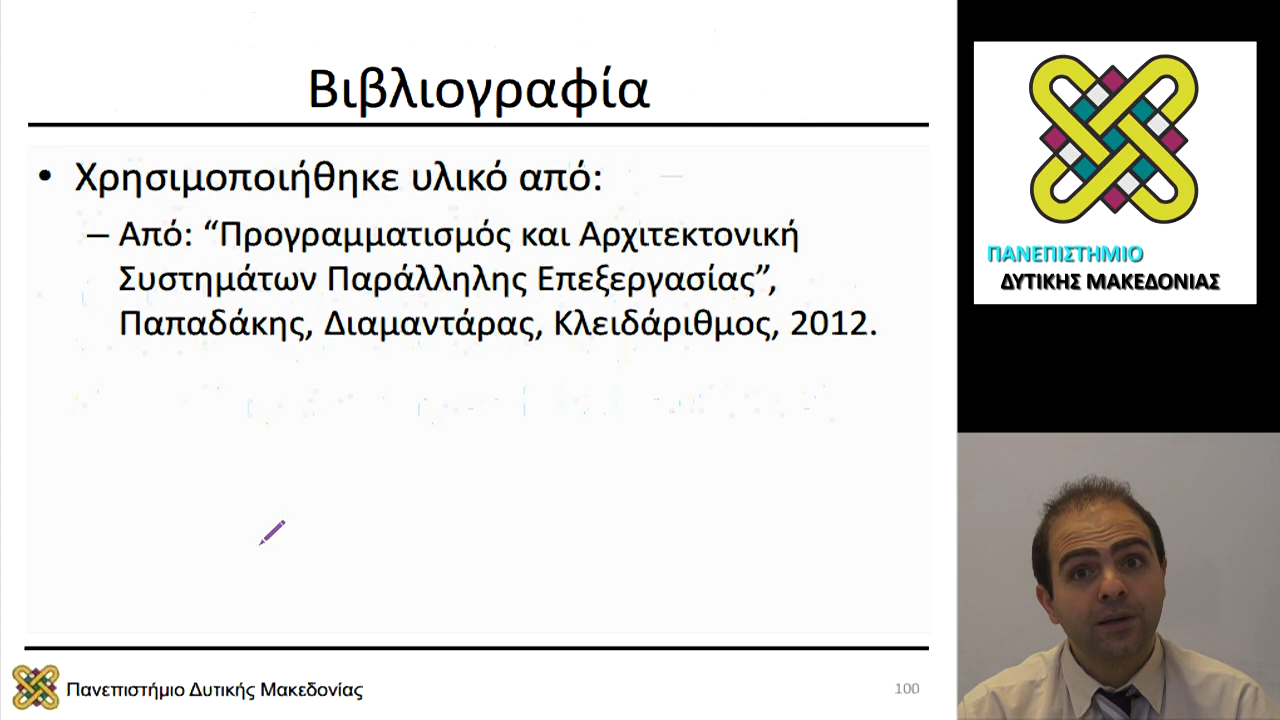 Βιβλιογραφία
• Χρησιμοποιήθηκε υλικό από:
– Από: “Προγραμματισμός και Αρχιτεκτονική
Συστημάτων Παράλληλης Επεξεργασίας”,
Παπαδάκης, Διαμαντάρας, Κλειδάριθμος, 2012.
Πανεπιστήμιο Δυτικής Μακεδονίας
100
ΠΑΝΕΠΙΣΤΗΜΙΟ
ΔΥΤΙΚΗΣ ΜΑΚΕΔΟΝΙΑΣ